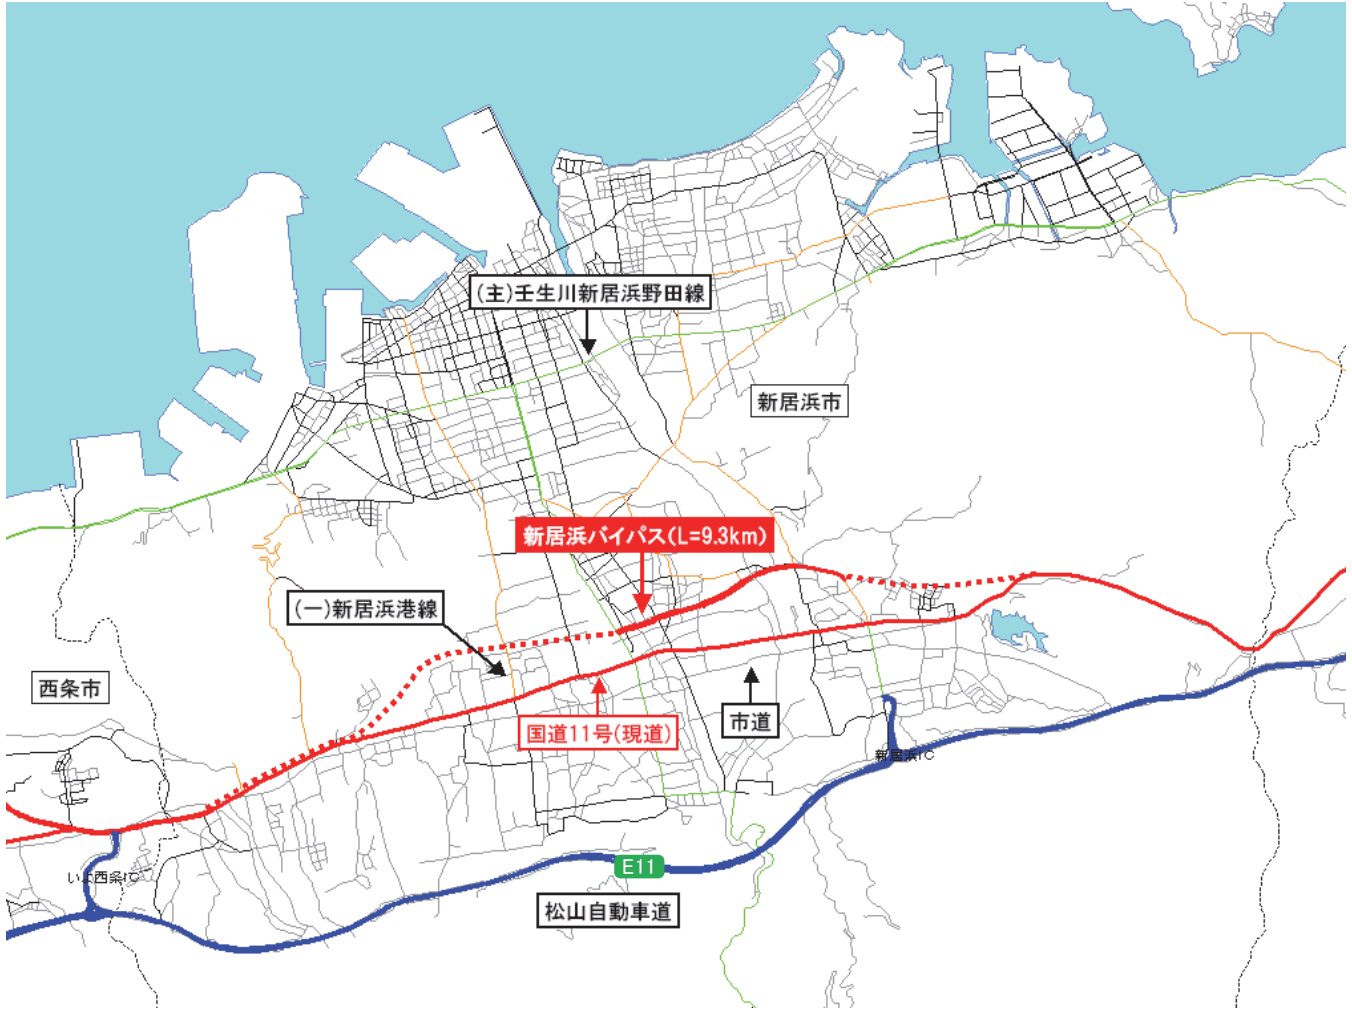 (主)壬生川新居浜野田線
新居浜市
新居浜バイパス(L=9.3km)
(一)新居浜港線
西条市
国道11号(現道)
市道
新居浜IC
E11
いよ西条IC
松山自動車道